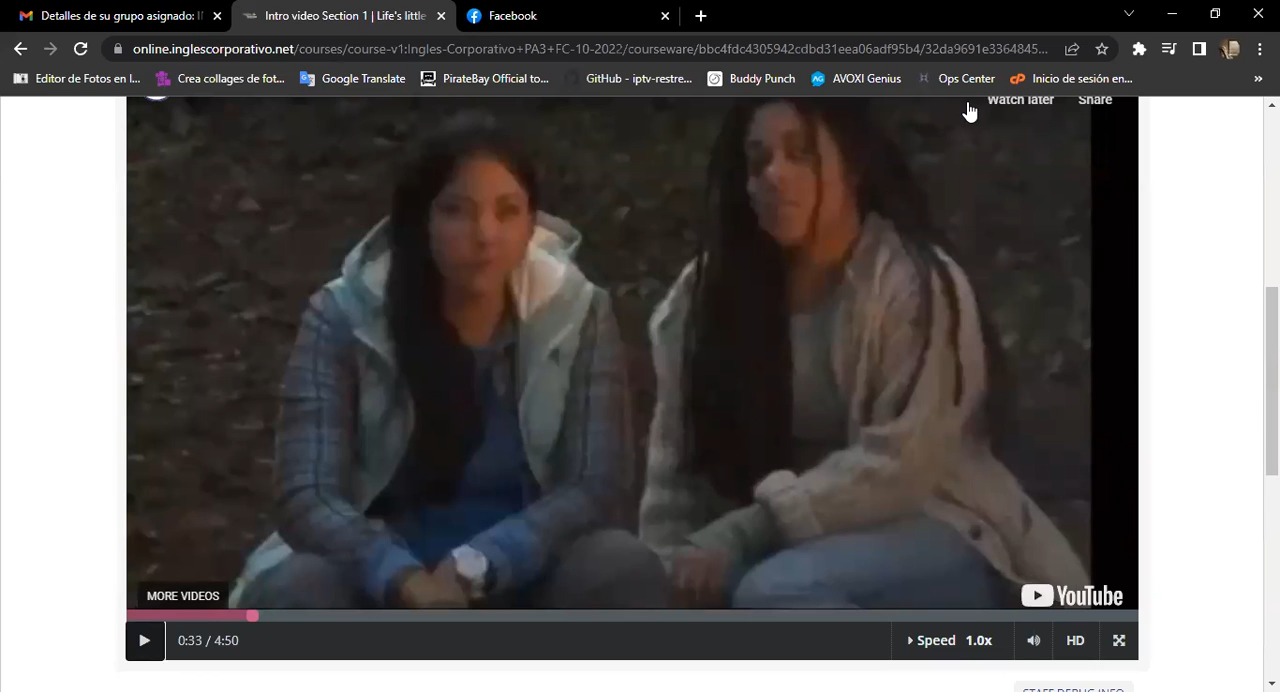 Detalles de su grupo asignado: I
Intro video Section 1 | Life's little
Facebook
online.inglescorporativo.net/courses/course-v1:Ingles-Corporativo+PA3+FC-10-2022/courseware/bbc4fdc4305942cdbd31eea06adf95b4/32da9691e3364845...
Editor de Fotos en l...
Crea collages de fot...
Google Translate
PirateBay Official to...
GitHub - iptv-restre...
Buddy Punch
AVOXI Genius
Ops Center
Inicio de sesión en...
»
Watch later
Share
MORE VIDEOS
YouTube
0:33 / 4:50
Speed 1.0x
HD
STAFF DEBUG INFO